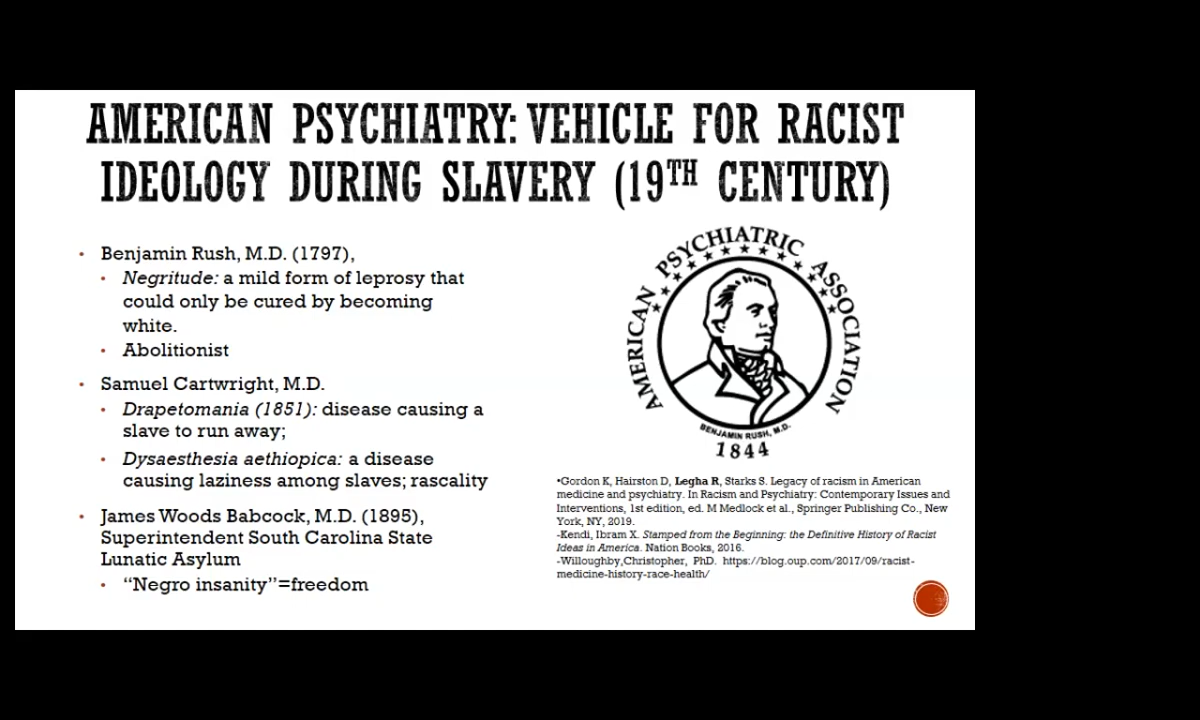 AMERICAN PSYCHIATRY: VEHICLE FOR RACIST
IDEOLOGY DURING SLAVERY (19TH CENTURY)
• Benjamin Rush, M.D. (1797),
• Negritude: a mild form of leprosy that
could only be cured by becoming
white.
• Abolitionist
• Samuel Cartwright, M.D.
• Drapetomania (1851): disease causing a
slave to run away;
• Dysaesthesia aethiopica: a disease
causing laziness among slaves; rascality
• James Woods Babcock, M.D. (1895),
Superintendent South Carolina State
Lunatic Asylum
• “Negro insanity”=freedom
AMERICAN PSYCHIATRIC ASSOCIATION
BENJAMIN RUSH, M.D.
1844
•Gordon K, Hairston D, Legha R, Starks S. Legacy of racism in American
medicine and psychiatry. In Racism and Psychiatry: Contemporary Issues and
Interventions, 1st edition, ed. M Medlock et al., Springer Publishing Co., New
York, NY, 2019.
-Kendi, Ibram X. Stamped from the Beginning: the Definitive History of Racist
Ideas in America. Nation Books, 2016.
-Willoughby,Christopher, PhD. https://blog.oup.com/2017/09/racist-
medicine-history-race-health/